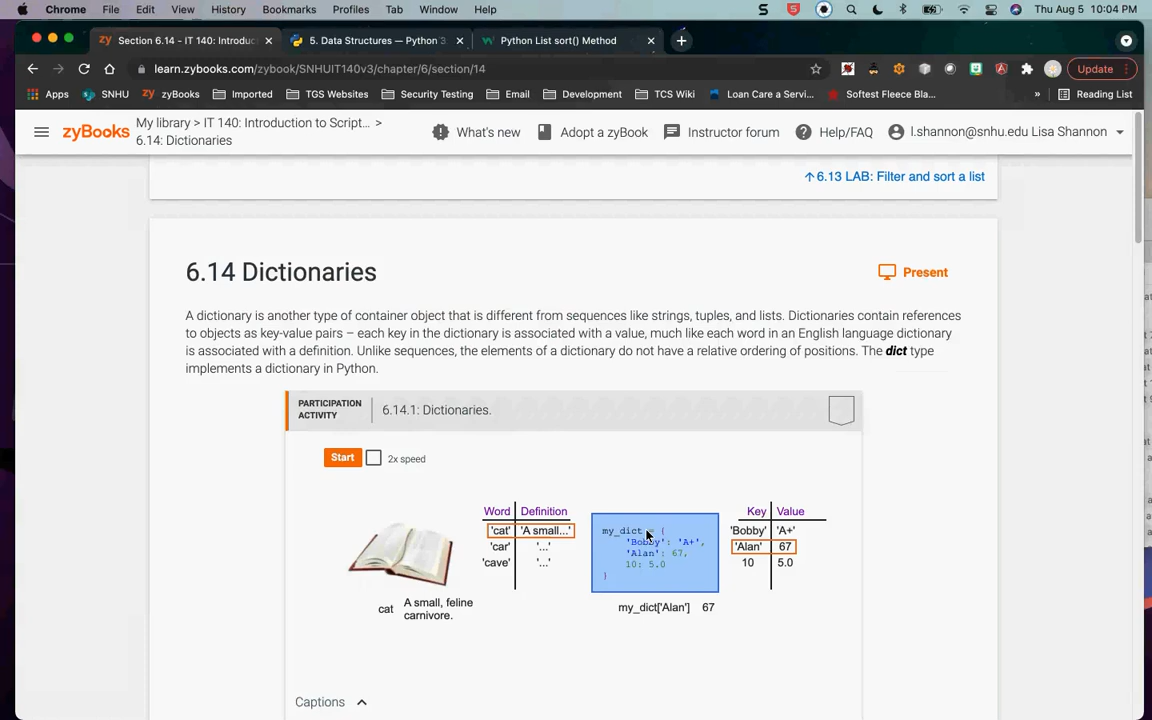 Chrome File Edit View History Bookmarks Profiles Tab Window Help Thu Aug 5 10:04 PM
Section 6.14 - IT 140: Introduc 5. Data Structures — Python 3 Python List sort() Method
learn.zybooks.com/zybook/SNHUIT140v3/chapter/6/section/14 Update
Apps SNHU zyBooks Imported TGS Websites Security Testing Email Development TCS Wiki Loan Care a Servi... Softest Fleece Bla... » Reading List
zyBooks My library > IT 140: Introduction to Script... > What's new Adopt a zyBook Instructor forum Help/FAQ l.shannon@snhu.edu Lisa Shannon
6.14: Dictionaries
6.13 LAB: Filter and sort a list
6.14 Dictionaries
Present
A dictionary is another type of container object that is different from sequences like strings, tuples, and lists. Dictionaries contain references
to objects as key-value pairs – each key in the dictionary is associated with a value, much like each word in an English language dictionary
is associated with a definition. Unlike sequences, the elements of a dictionary do not have a relative ordering of positions. The dict type
implements a dictionary in Python.
PARTICIPATION
ACTIVITY
6.14.1: Dictionaries.
Start 2x speed
Word Definition
'cat' 'A small...'
'car' '...'
'cave' '...'
cat A small, feline
carnivore.
my_dict = {
'Bobby': 'A+',
'Alan': 67,
10: 5.0
}
my_dict['Alan'] 67
Key Value
'Bobby' 'A+'
'Alan' 67
10 5.0
Captions